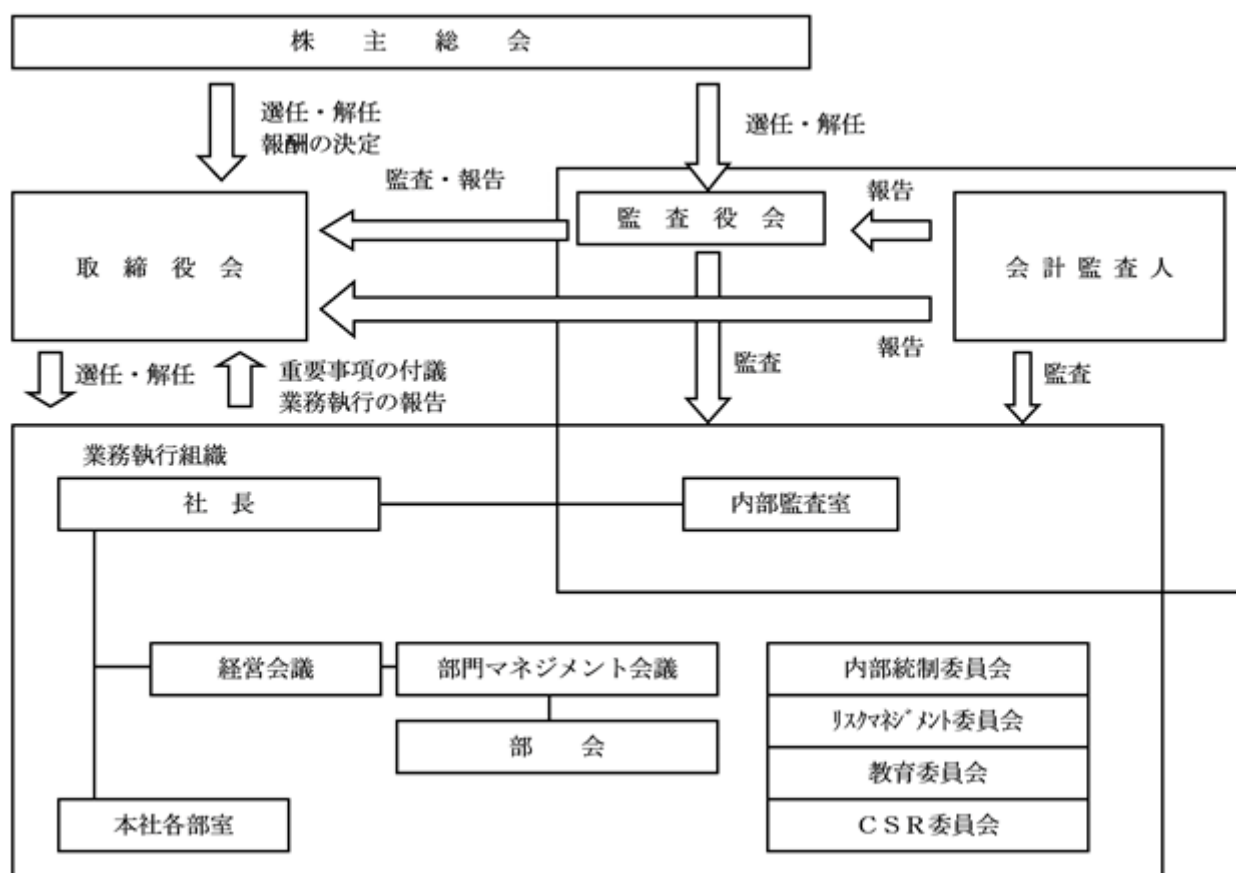 株主総会
選任・解任
報酬の決定
選任・解任
監査・報告
監査役会
報告
取締役会
会計監査人
報告
選任・解任
重要事項の付議
業務執行の報告
監査
監査
業務執行組織
社長
内部監査室
経営会議
部門マネジメント会議
内部統制委員会
ﾘｽｸﾏﾈｼﾞﾒﾝﾄ委員会
部会
教育委員会
本社各部室
ＣＳＲ委員会